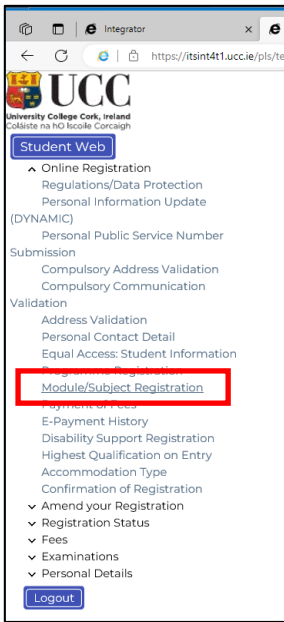 Integrator
https://itsint4t1.ucc.ie/pls/te
UCC
University College Cork, Ireland
Coláiste na hO llscoile Corcaigh
Student Web
Online Registration
Regulations/Data Protection
Personal Information Update
(DYNAMIC)
Personal Public Service Number
Submission
Compulsory Address Validation
Compulsory Communication
Validation
Address Validation
Personal Contact Detail
Equal Access: Student Information
Programme Registration
Module/Subject Registration
Payment of Fees
E-Payment History
Disability Support Registration
Highest Qualification on Entry
Accommodation Type
Confirmation of Registration
Amend your Registration
Registration Status
Fees
Examinations
Personal Details
Logout